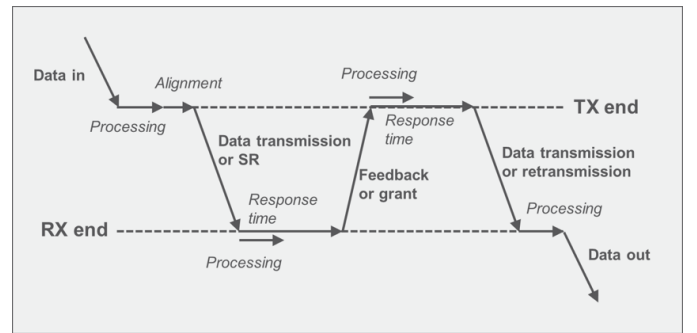 Data in
Alignment
Processing
Processing
TX end
Response
time
Data transmission
or SR
Feedback
or grant
Data transmission
or retransmission
Response
time
Processing
RX end
Processing
Data out